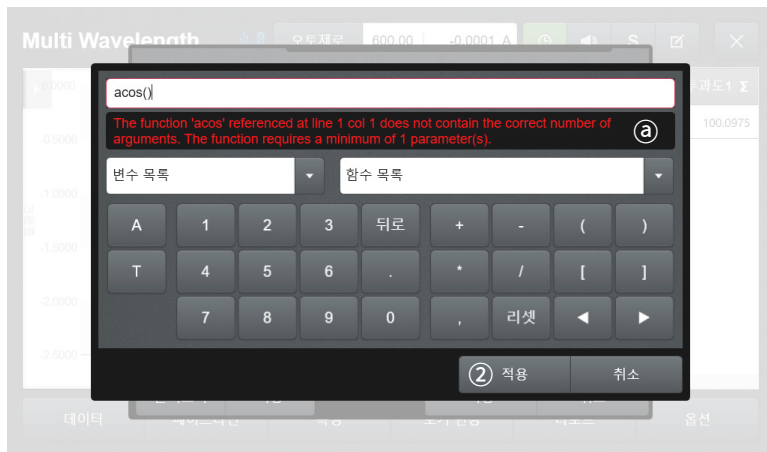 Multi Wavelength
오토제로
600.00
-0.0001 A
S
0.0000
투과도1 Σ
100.0975
-0.5000
-1.0000
-1.5000
-2.0000
-2.5000
acos()
The function 'acos' referenced at line 1 col 1 does not contain the correct number of
arguments. The function requires a minimum of 1 parameter(s).
ⓐ
변수 목록
함수 목록
A 1 2 3 뒤로 + - ( )
T 4 5 6 . * / [ ]
7 8 9 0 , 리셋 ◀ ▶
② 적용
취소
데이터
옵션